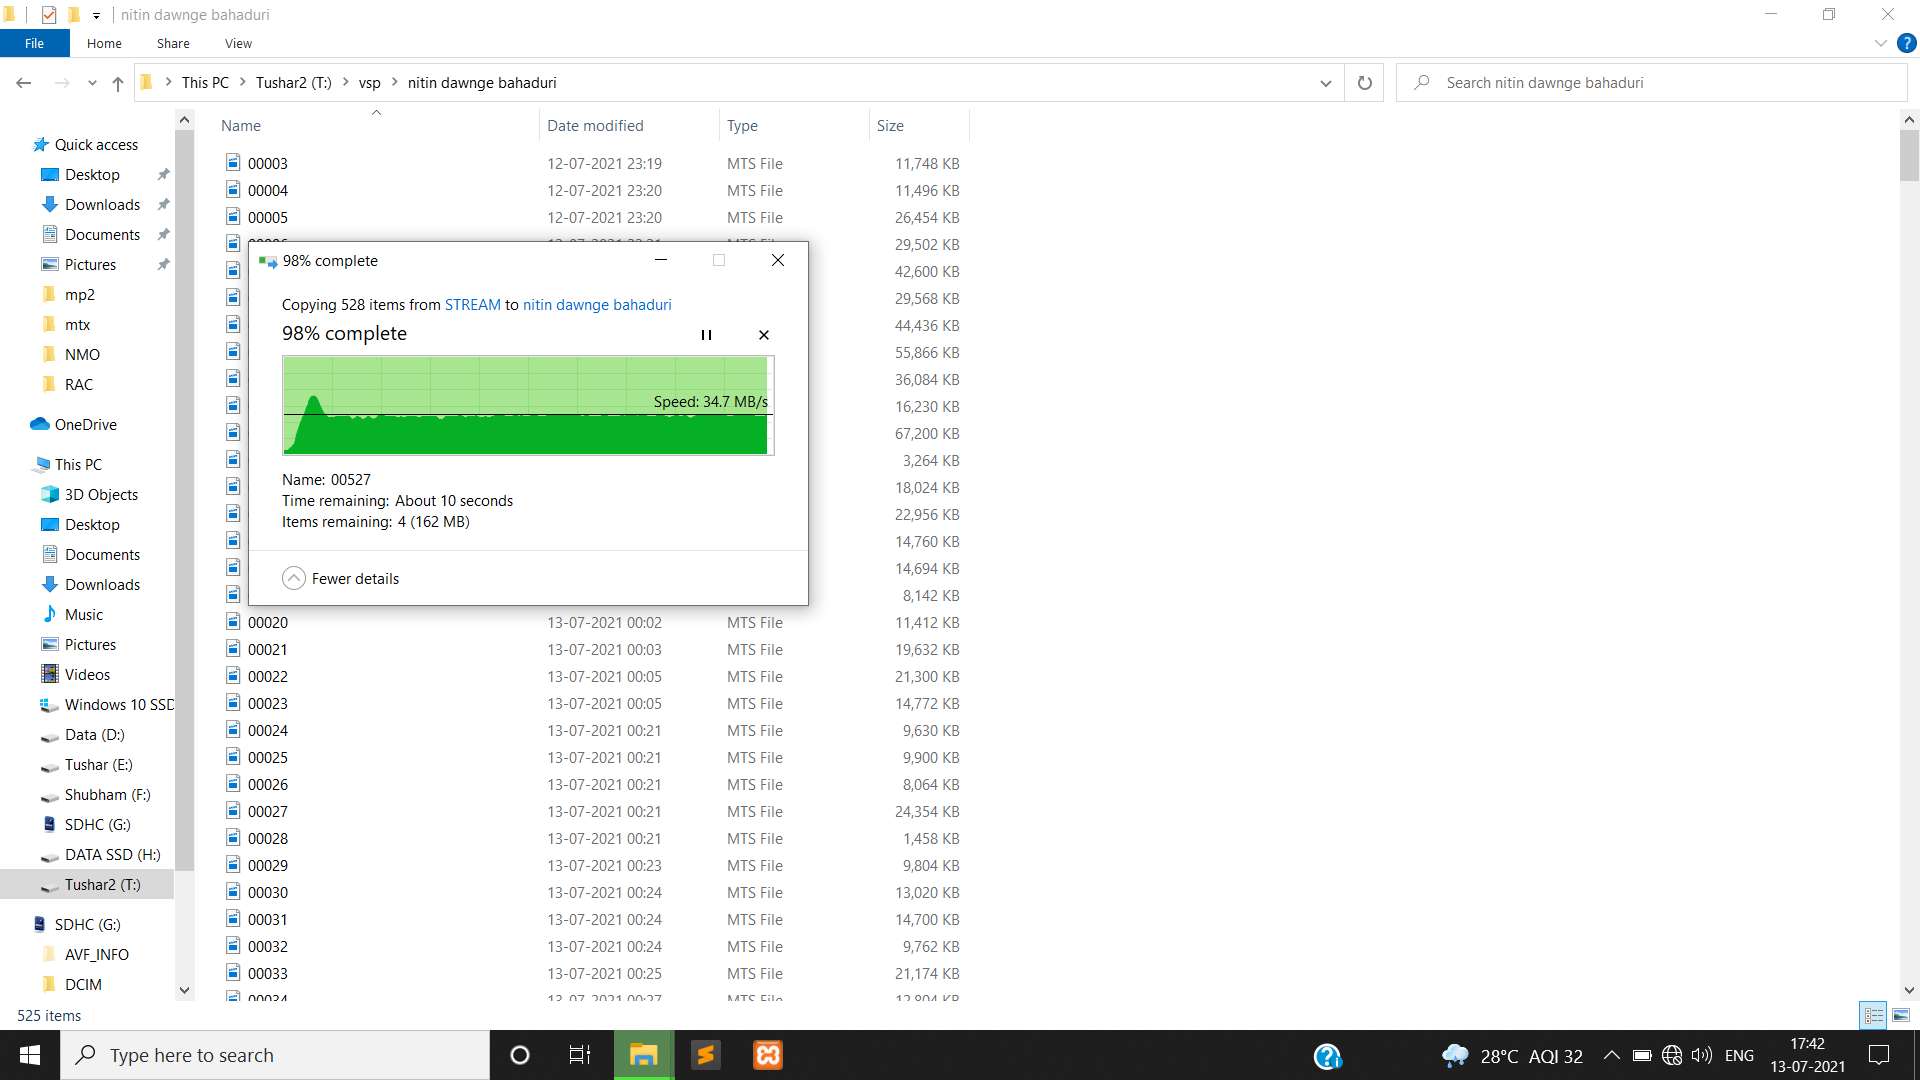 nitin dawnge bahaduri
File Home Share View
This PC Tushar2 (T:) vsp nitin dawnge bahaduri
Search nitin dawnge bahaduri
Quick access
Desktop
Downloads
Documents
Pictures
mp2
mtx
NMO
RAC
OneDrive
This PC
3D Objects
Desktop
Documents
Downloads
Music
Pictures
Videos
Windows 10 SSD
Data (D:)
Tushar (E:)
Shubham (F:)
SDHC (G:)
DATA SSD (H:)
Tushar2 (T:)
SDHC (G:)
AVF_INFO
DCIM
Name Date modified Type Size
00003 12-07-2021 23:19 MTS File 11,748 KB
00004 12-07-2021 23:20 MTS File 11,496 KB
00005 12-07-2021 23:20 MTS File 26,454 KB
29,502 KB
42,600 KB
29,568 KB
44,436 KB
55,866 KB
36,084 KB
16,230 KB
67,200 KB
3,264 KB
18,024 KB
22,956 KB
14,760 KB
14,694 KB
8,142 KB
98% complete
Copying 528 items from STREAM to nitin dawnge bahaduri
98% complete
Speed: 34.7 MB/s
Name: 00527
Time remaining: About 10 seconds
Items remaining: 4 (162 MB)
Fewer details
00020 13-07-2021 00:02 MTS File 11,412 KB
00021 13-07-2021 00:03 MTS File 19,632 KB
00022 13-07-2021 00:05 MTS File 21,300 KB
00023 13-07-2021 00:05 MTS File 14,772 KB
00024 13-07-2021 00:21 MTS File 9,630 KB
00025 13-07-2021 00:21 MTS File 9,900 KB
00026 13-07-2021 00:21 MTS File 8,064 KB
00027 13-07-2021 00:21 MTS File 24,354 KB
00028 13-07-2021 00:21 MTS File 1,458 KB
00029 13-07-2021 00:23 MTS File 9,804 KB
00030 13-07-2021 00:24 MTS File 13,020 KB
00031 13-07-2021 00:24 MTS File 14,700 KB
00032 13-07-2021 00:24 MTS File 9,762 KB
00033 13-07-2021 00:25 MTS File 21,174 KB
00034 13-07-2021 00:27 MTS File 12,804 KB
525 items
Type here to search
28°C AQI 32
ENG
17:42
13-07-2021